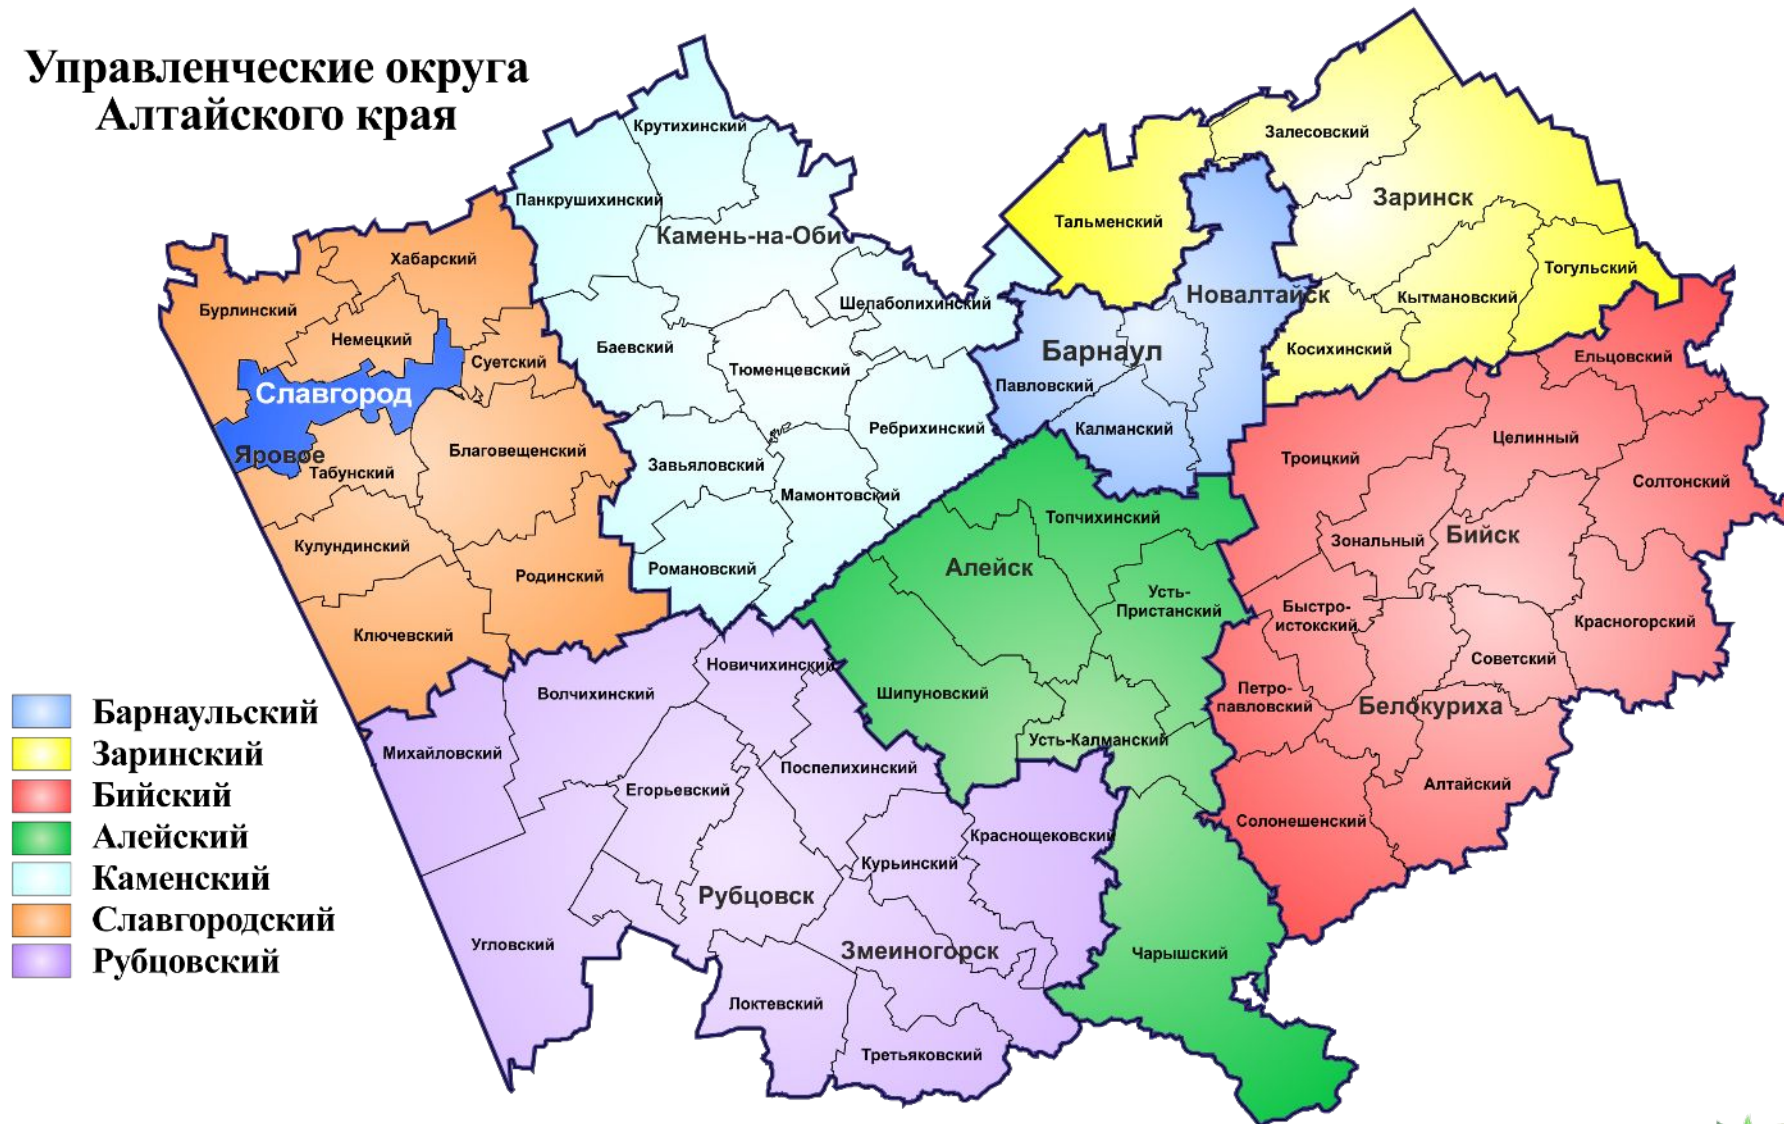 Управленческие округа
Алтайского края
Крутихинский
Залесовский
Панкрушихинский
Заринск
Тальменский
Камень-на-Оби
Хабарский
Тогульский
Новалтайск
Кытмановский
Шелаболихинский
Бурлинский
Немецкий
Баевский
Барнаул
Косихинский
Ельцовский
Суетский
Тюменцевский
Павловский
Славгород
Ребрихинский
Калманский
Целинный
Благовещенский
Яровое
Троицкий
Завьяловский
Табунский
Солтонский
Мамонтовский
Топчихинский
Кулундинский
Зональный
Бийск
Алейск
Романовский
Родинский
Усть-
Пристанский
Быстро-
истокский
Красногорский
Ключевский
Советский
Новичихинский
Волчихинский
Шипуновский
Петро-
павловский
Белокуриха
Барнаульский
Михайловский
Усть-Калманский
Заринский
Поспелихинский
Егорьевский
Алтайский
Бийский
Солонешенский
Краснощековский
Алейский
Курьинский
Каменский
Рубцовск
Славгородский
Угловский
Змеиногорск
Чарышский
Рубцовский
Локтевский
Третьяковский